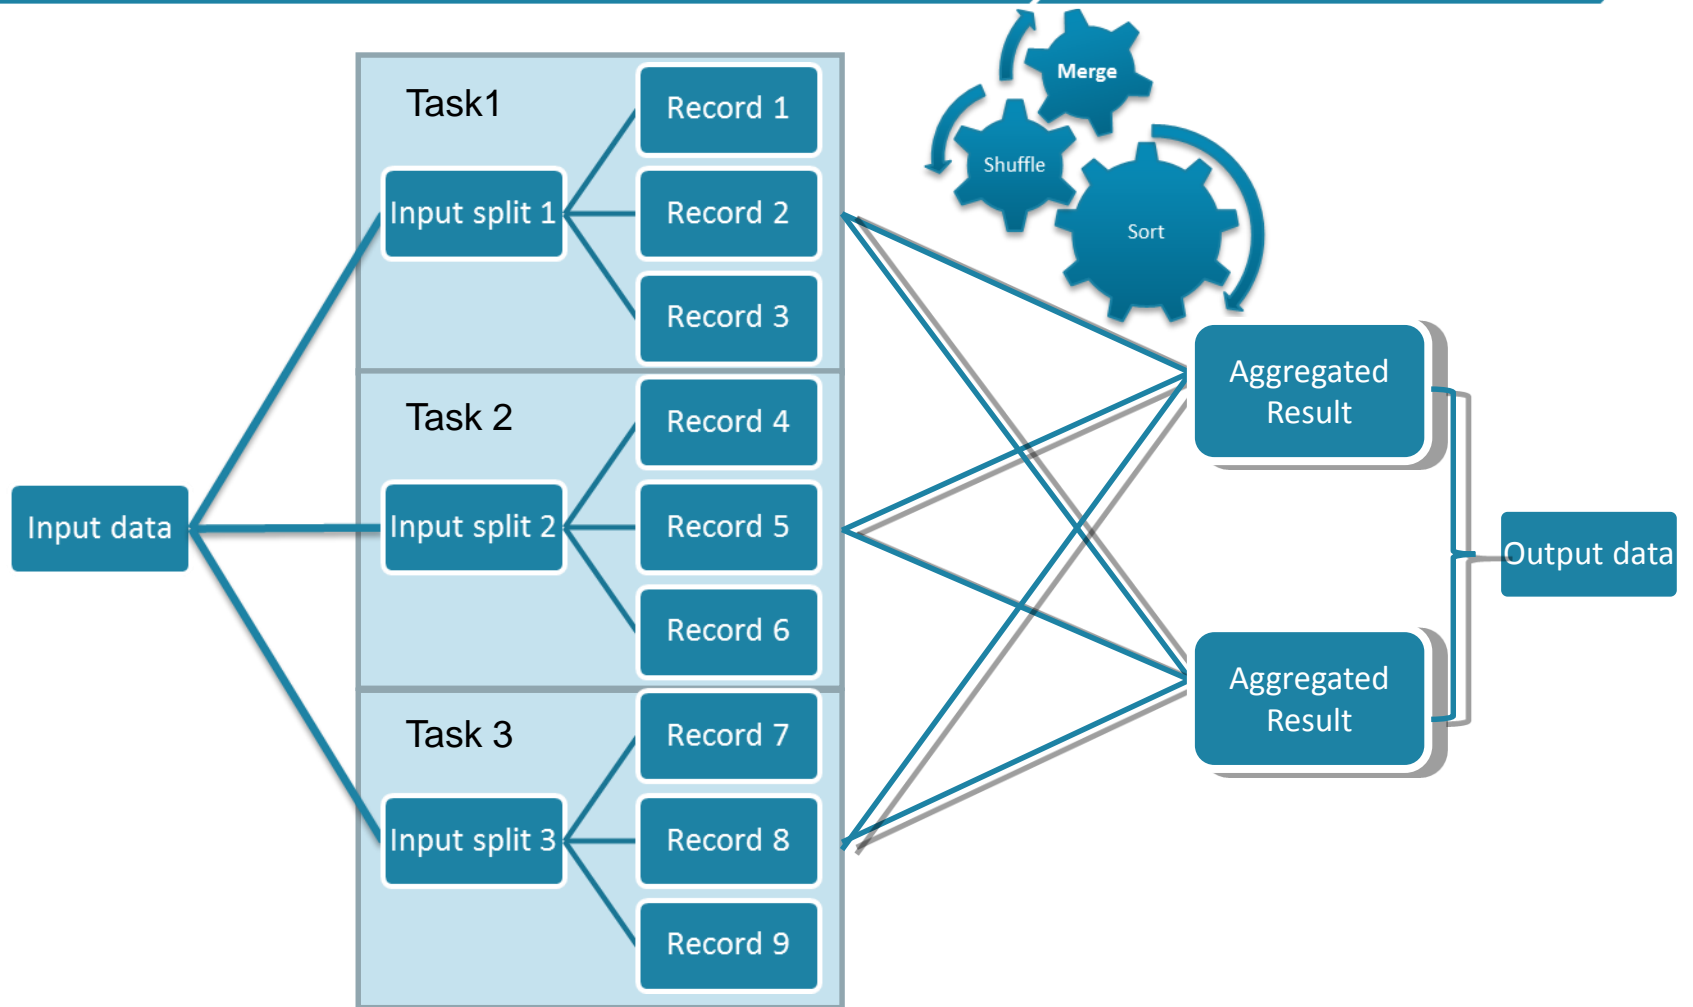 Input data
Task1
Input split 1
Record 1
Record 2
Record 3
Task 2
Input split 2
Record 4
Record 5
Record 6
Task 3
Input split 3
Record 7
Record 8
Record 9
Merge
Shuffle
Sort
Aggregated
Result
Aggregated
Result
Output data